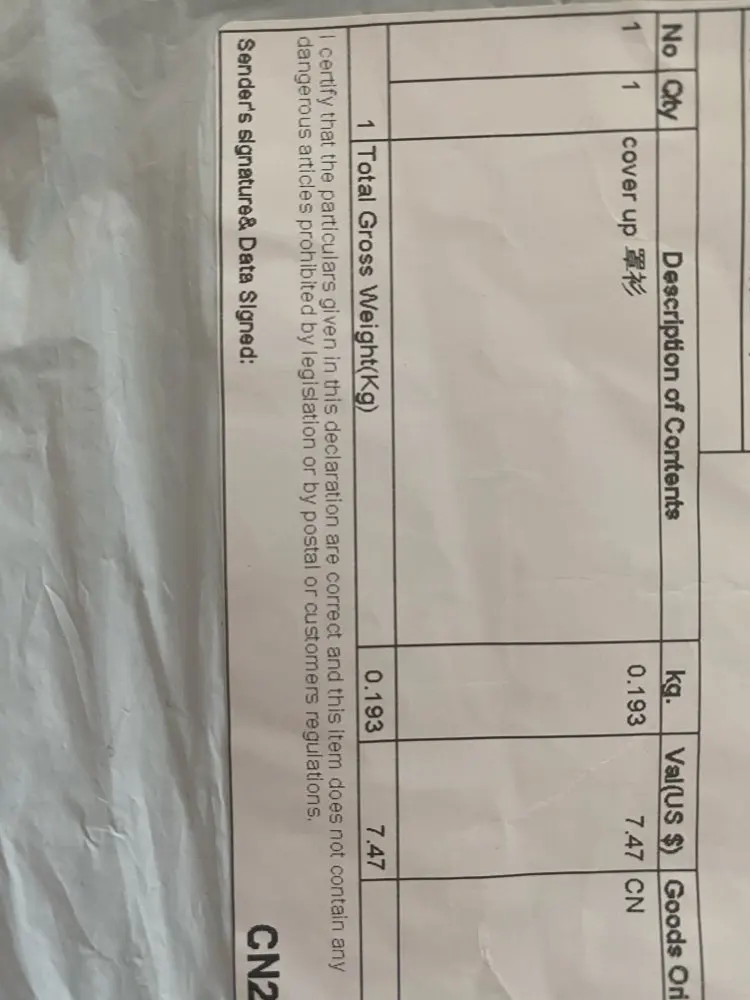 No Qty Description of Contents kg. Val(US $) Goods Ori
1 1 cover up 罩衫 0.193 7.47 CN
1 Total Gross Weight(Kg) 0.193 7.47
I certify that the particulars given in this declaration are correct and this item does not contain any
dangerous articles prohibited by legislation or by postal or customers regulations.
Sender's signature& Data Signed: CN2